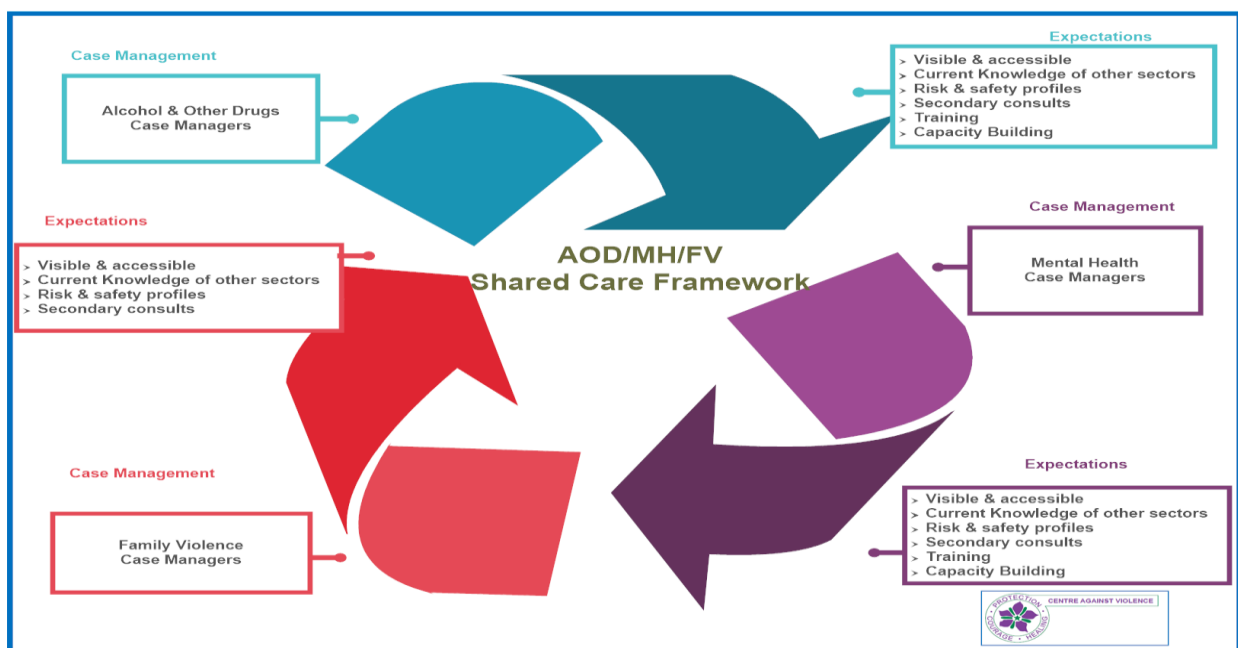 Case Management
Alcohol & Other Drugs
Case Managers
Expectations
➢ Visible & accessible
➢ Current Knowledge of other sectors
➢ Risk & safety profiles
➢ Secondary consults
➢ Training
➢ Capacity Building
Expectations
➢ Visible & accessible
➢ Current Knowledge of other sectors
➢ Risk & safety profiles
➢ Secondary consults
AOD/MH/FV
Shared Care Framework
Case Management
Mental Health
Case Managers
Case Management
Family Violence
Case Managers
Expectations
➢ Visible & accessible
➢ Current Knowledge of other sectors
➢ Risk & safety profiles
➢ Secondary consults
➢ Training
➢ Capacity Building
CENTRE AGAINST VIOLENCE
PROTECTION
COURAGE • HEALING